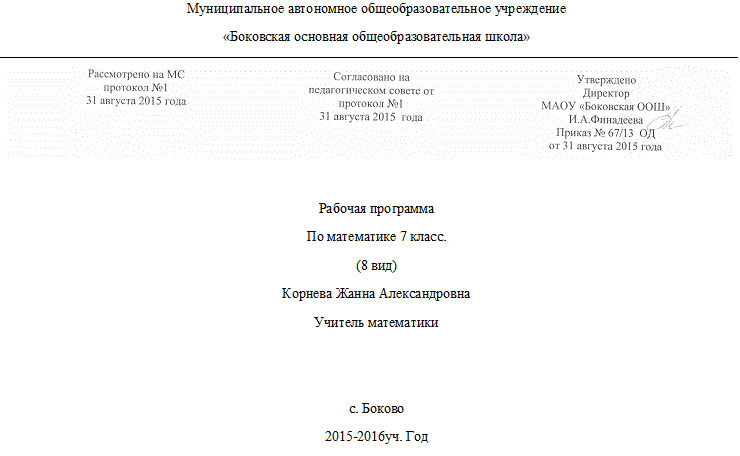 Муниципальное автономное общеобразовательное учреждение
«Боковская основная общеобразовательная школа»
Рассмотрено на МС
протокол №1
31 августа 2015 года
Согласовано на
педагогическом совете от
протокол №1
31 августа 2015 года
Утверждено
Директор
МАОУ «Боковская ООШ»
И.А.Финадеева
Приказ № 67/13 ОД
от 31 августа 2015 года
Рабочая программа
По математике 7 класс.
(8 вид)
Корнева Жанна Александровна
Учитель математики
с. Боково
2015-2016уч. Год